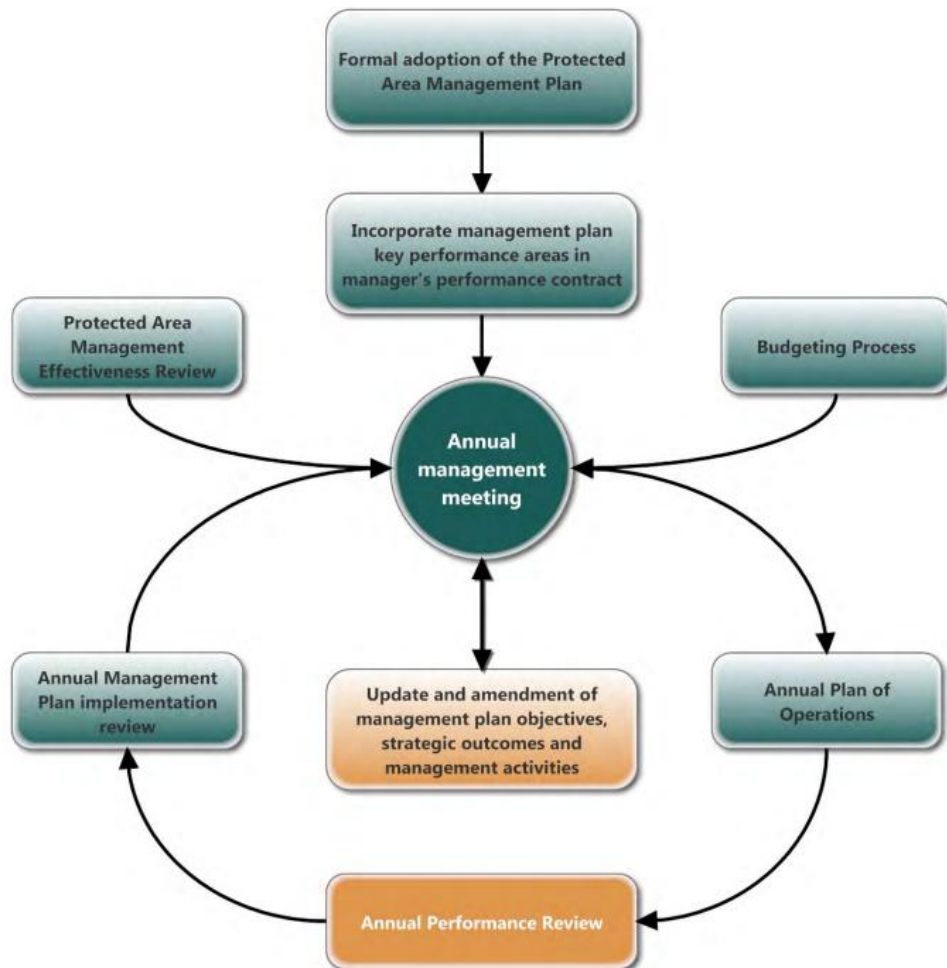 Formal adoption of the Protected
Area Management Plan
Incorporate management plan
key performance areas in
manager's performance contract
Protected Area
Management
Effectiveness Review
Budgeting Process
Annual
management
meeting
Annual Management
Plan implementation
review
Update and amendment of
management plan objectives,
strategic outcomes and
management activities
Annual Plan of
Operations
Annual Performance Review